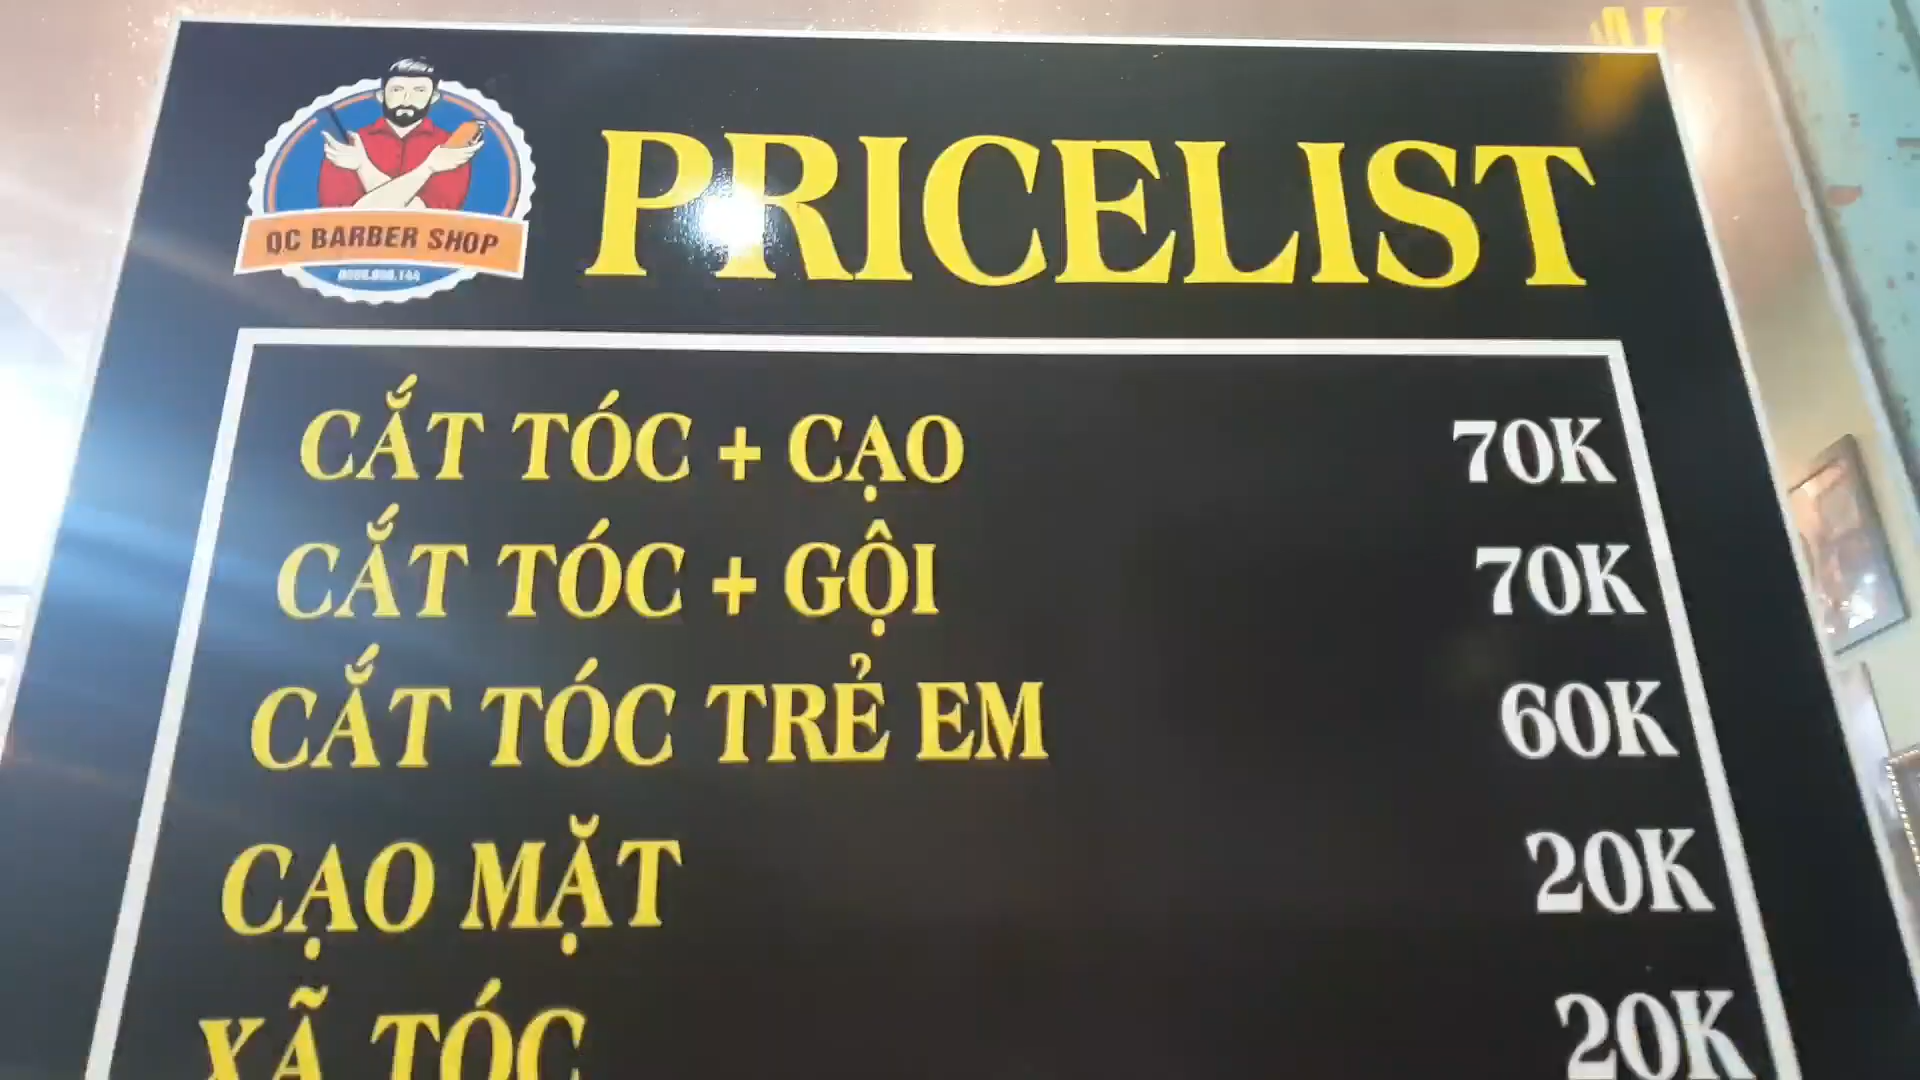 QC BARBER SHOP
PRICELIST
CẮT TÓC + CẠO 70K
CẮT TÓC + GỘI 70K
CẮT TÓC TRẺ EM 60K
CẠO MẶT 20K
XÃ TÓC 20K